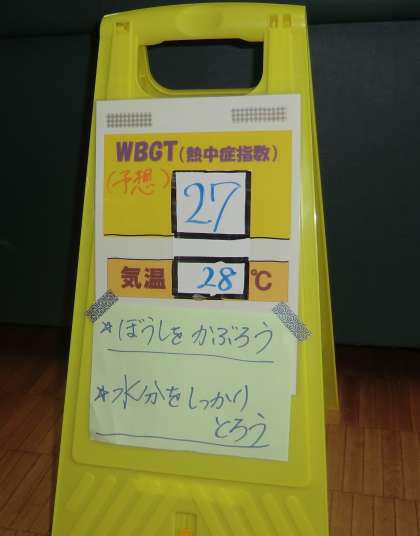 WBGT(熱中症指数)
(予想)
27
気温 28 ℃
☆ぼうしを かぶろう
☆水分をしっかり
とろう